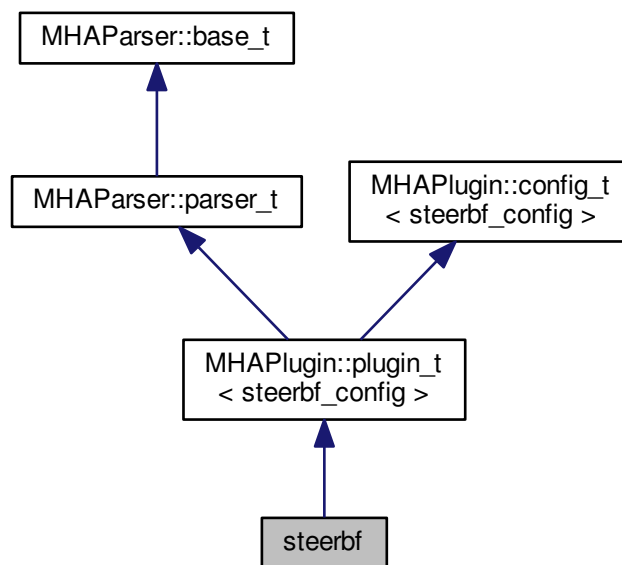 MHAParser::base_t
MHAParser::parser_t
MHAPlugin::config_t
< steerbf_config >
MHAPlugin::plugin_t
< steerbf_config >
steerbf